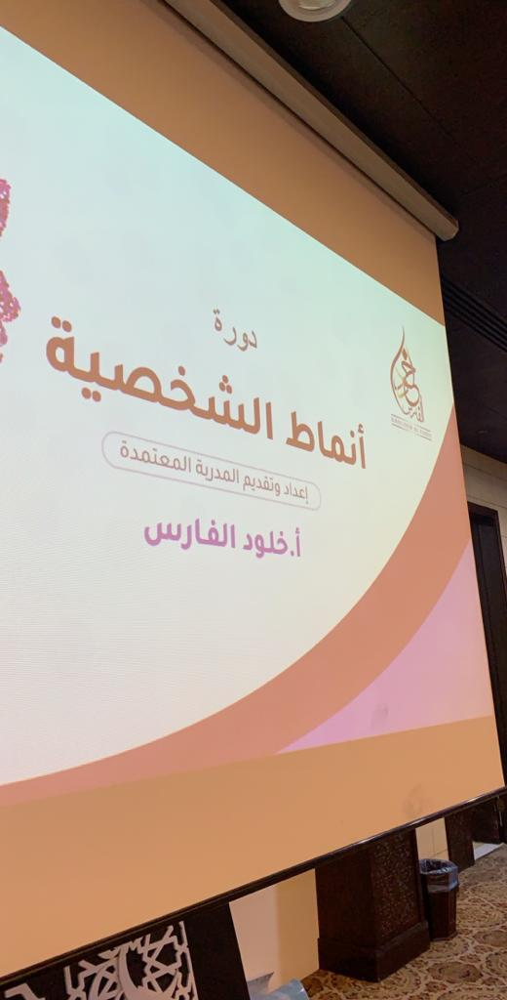 دورة
أنماط الشخصية
إعداد وتقديم المدربة المعتمدة
أ.خلود الفارس